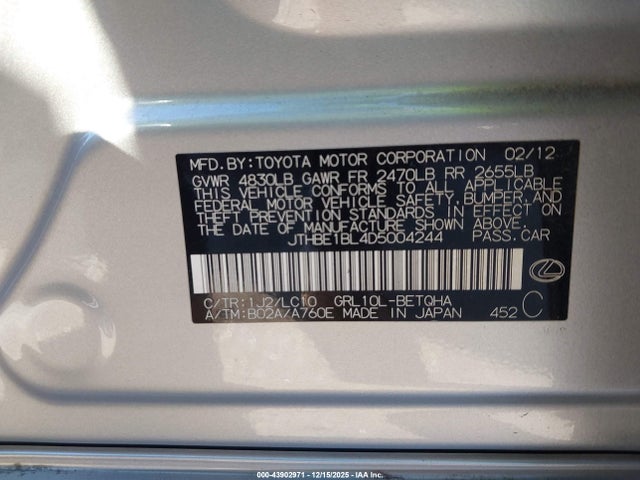 MFD. BY: TOYOTA MOTOR CORPORATION 02/12
GVWR 4830LB GAWR FR 2470LB RR 2655LB
THIS VEHICLE CONFORMS TO ALL APPLICABLE
FEDERAL MOTOR VEHICLE SAFETY, BUMPER, AND
THEFT PREVENTION STANDARDS IN EFFECT ON
THE DATE OF MANUFACTURE SHOWN ABOVE.
JTHBE1BL4D5004244 PASS. CAR
C/TR: 1J2/LC10 GRL10L-BETQHA
A/TM: B02A/A760E MADE IN JAPAN 452 C
000-43902971 - 12/15/2025 - IAA Inc.